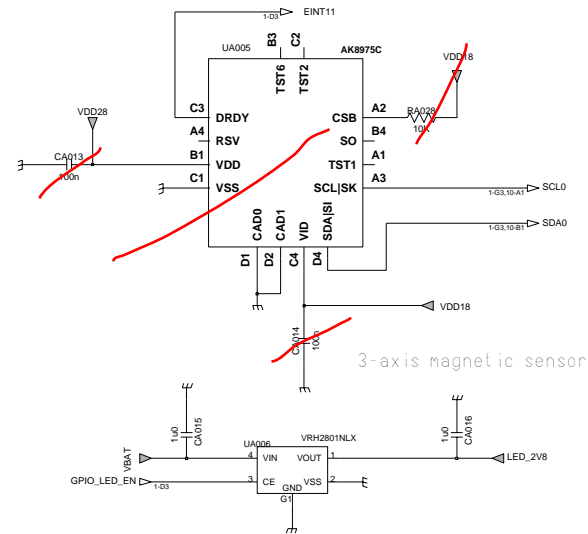 1-D3 EINT11
UA005 B3 C2 AK8975C
TST6 TST2 VDD18
C3 DRDY CSB A2 RA028
10K
VDD28
A4 RSV SO B4
CA013
100n
B1 VDD TST1 A1
C1 VSS SCL|SK A3
1-G3,10-A1 SCL0
CAD0 CAD1 VID SDA|SI
1-G3,10-B1 SDA0
D1 D2 C4 D4
VDD18
CA014
100n
3-axis magnetic sensor
1u0 CA015
1u0 CA016
UA006 VRH2801NLX
VBAT 4 VIN VOUT 1 LED_2V8
GPIO_LED_EN 1-D3 3 CE VSS 2
GND
G1